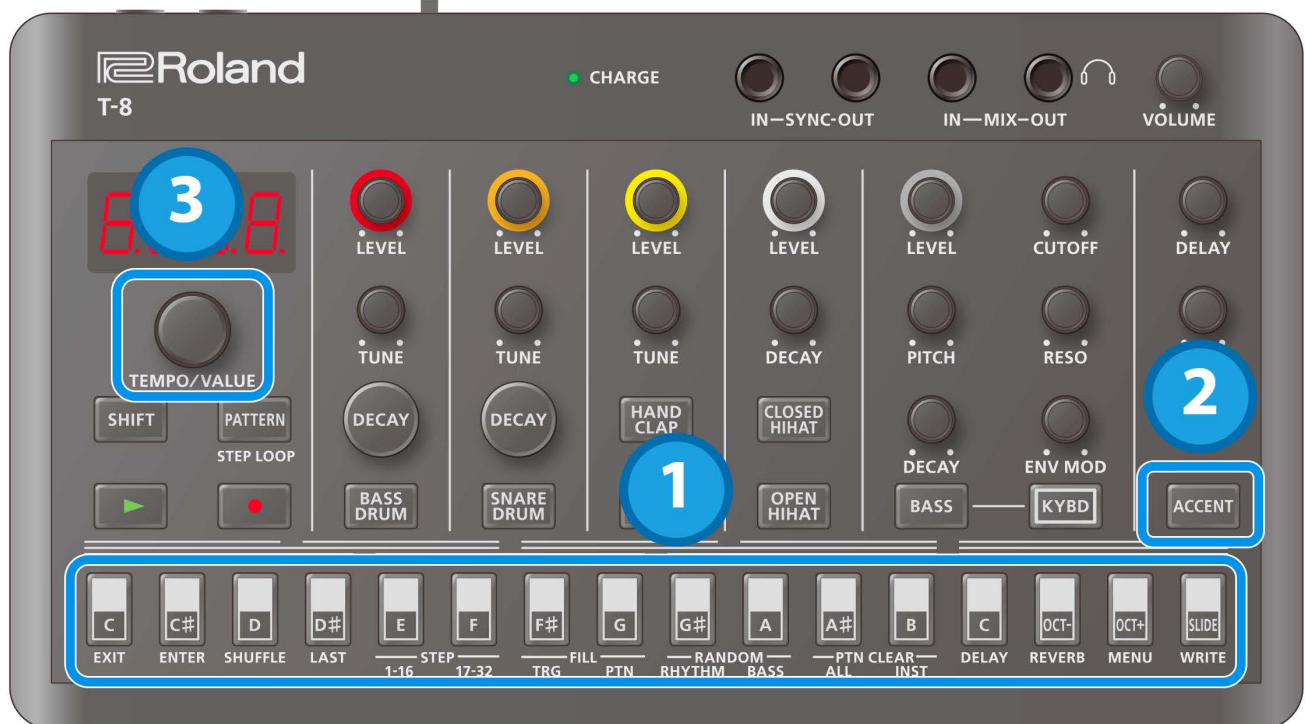 Roland
T-8
CHARGE
IN-SYNC-OUT
IN-MIX-OUT
VOLUME
3
LEVEL
LEVEL
LEVEL
LEVEL
LEVEL
CUTOFF
DELAY
TEMPO/VALUE
TUNE
TUNE
TUNE
DECAY
PITCH
RESO
2
SHIFT
PATTERN
STEP LOOP
DECAY
DECAY
HAND
CLAP
CLOSED
HIHAT
DECAY
ENV MOD
1
BASS
DRUM
SNARE
DRUM
OPEN
HIHAT
BASS
KYBD
ACCENT
C C# D D# E F F# G G# A A# B C OCT- OCT+ SLIDE
EXIT ENTER SHUFFLE LAST STEP FILL RANDOM PTN CLEAR DELAY REVERB MENU WRITE
1-16 17-32 TRG PTN RHYTHM BASS ALL INST